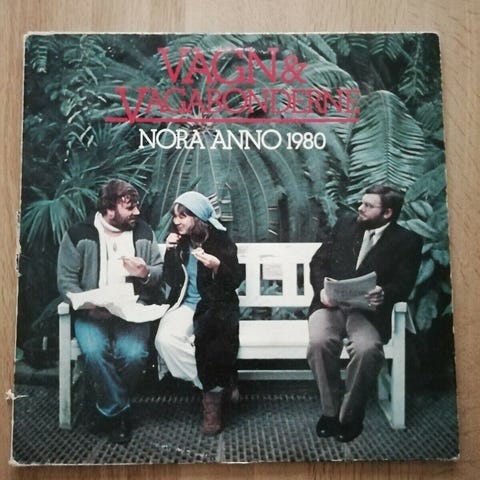 VAGN &
VAGABONDERNE
NORA ANNO 1980